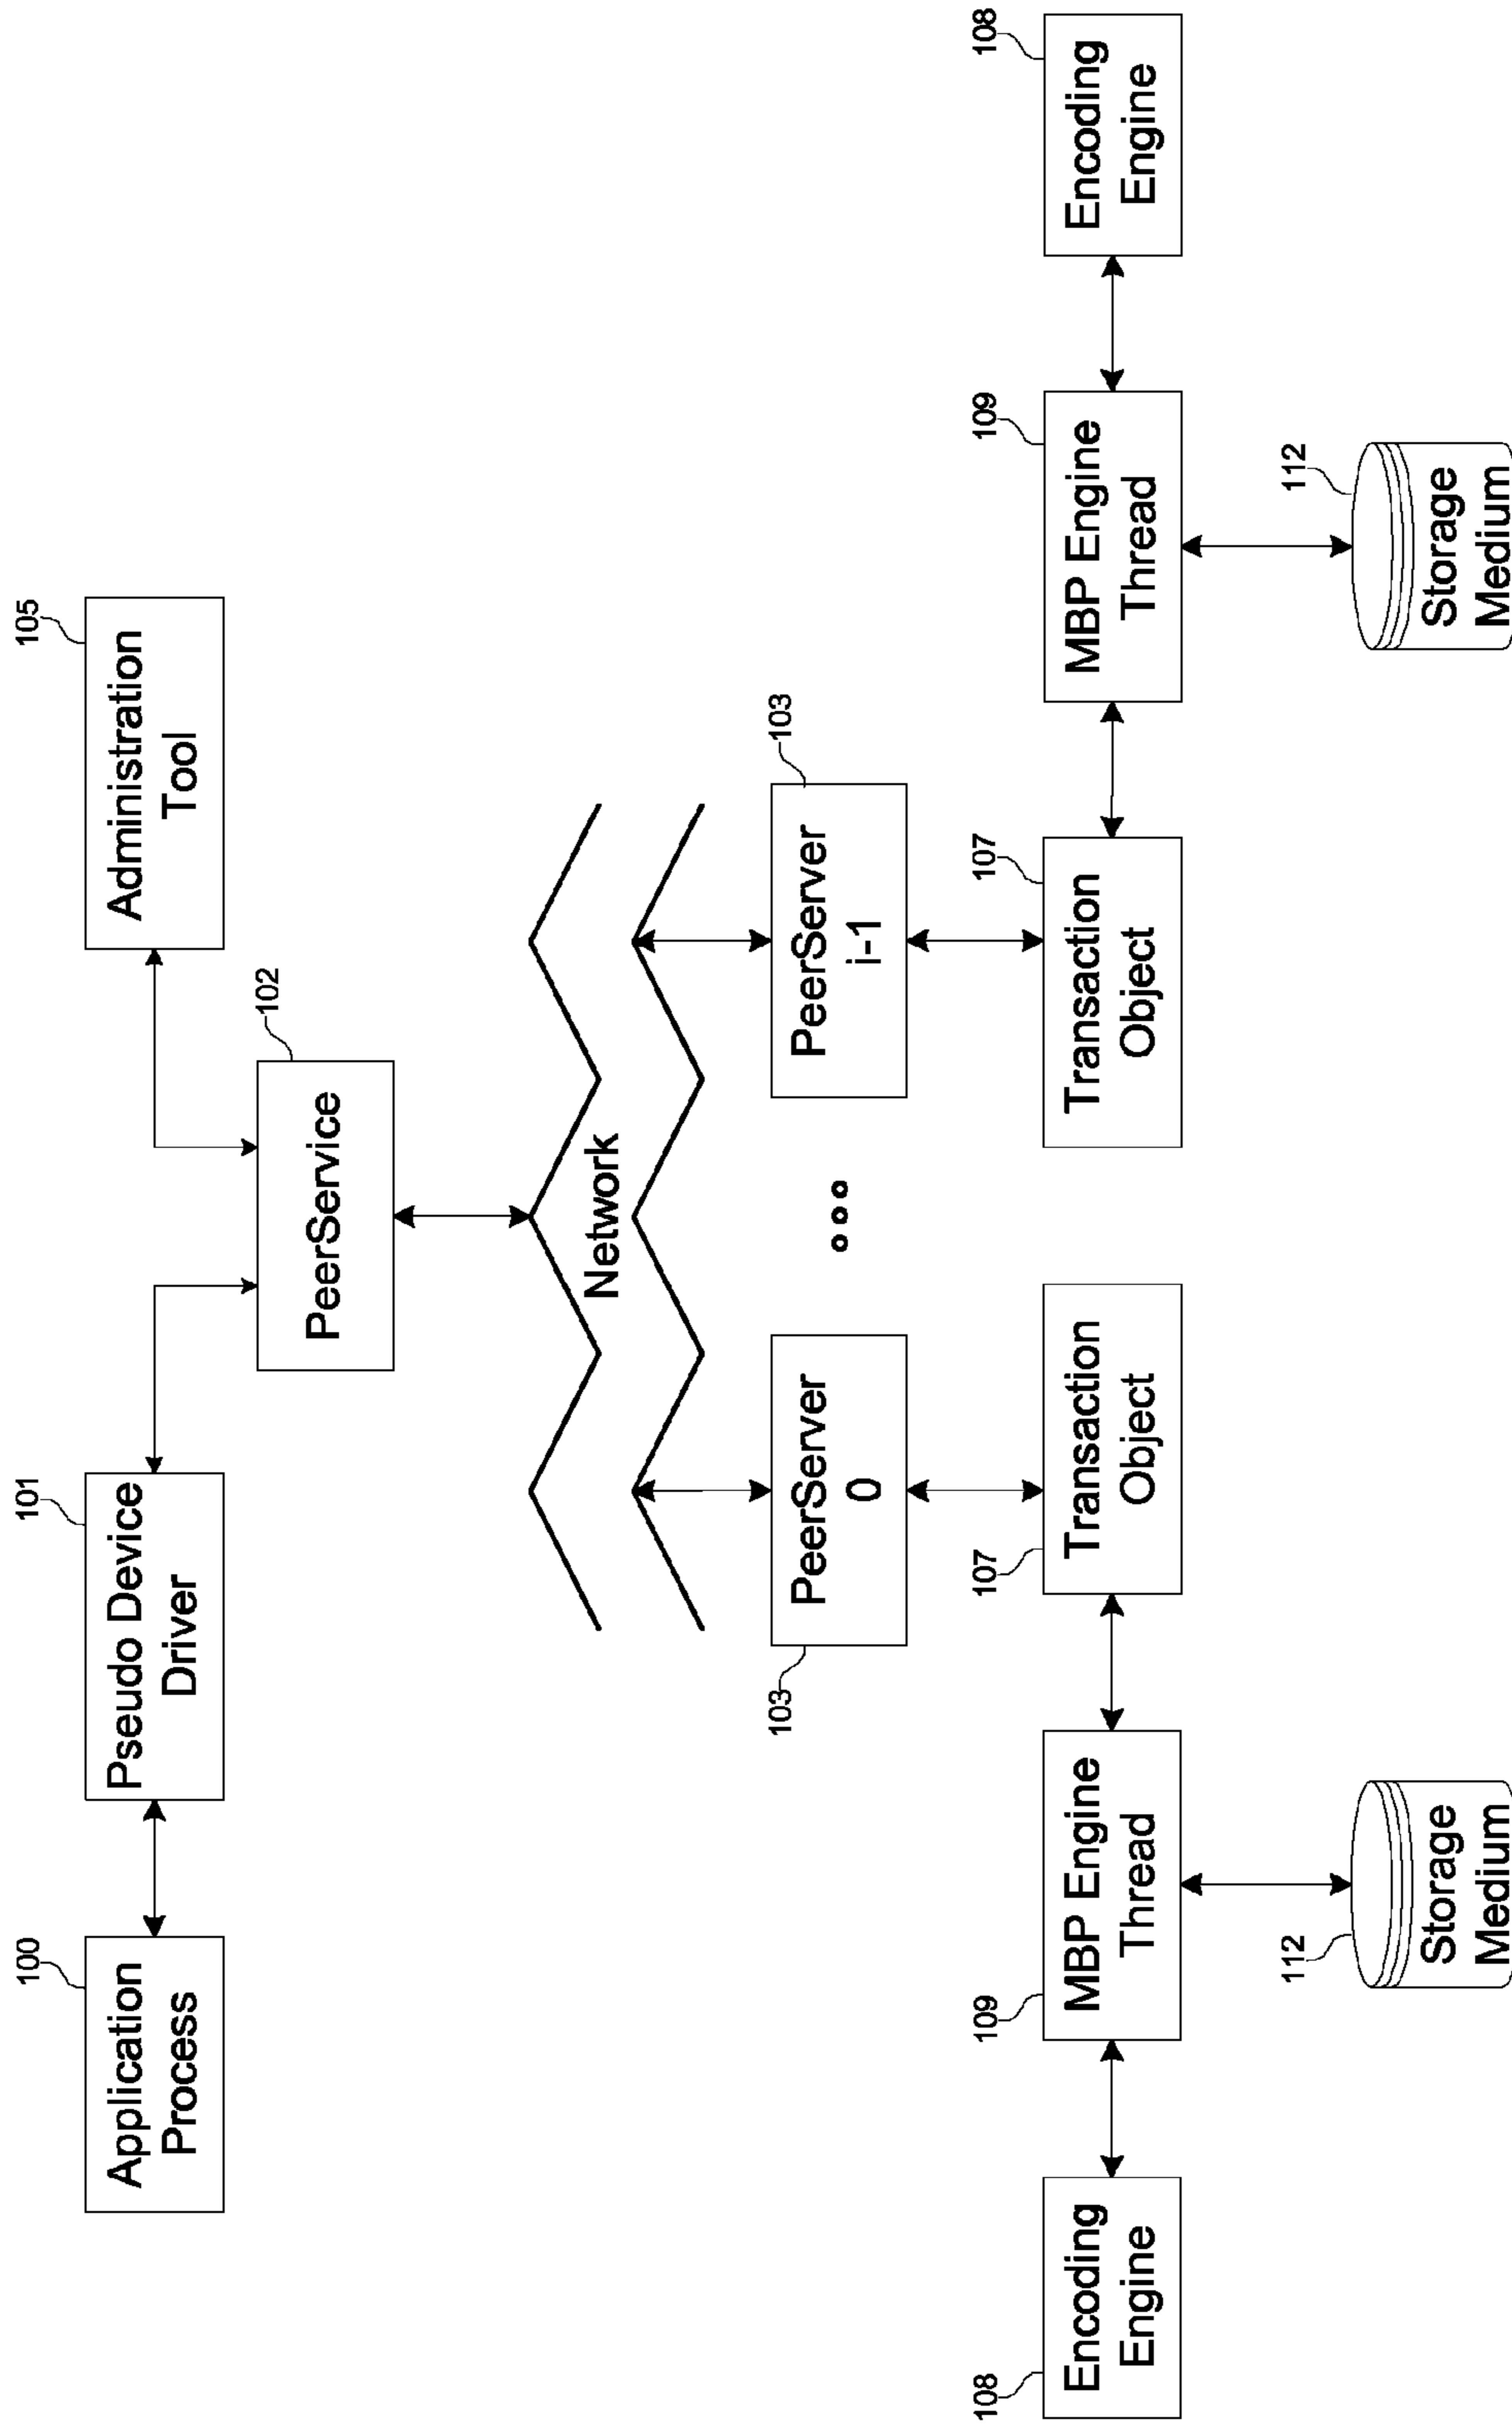 100
Application
Process
101
Pseudo Device
Driver
105
Administration
Tool
102
PeerService
Network
103
PeerServer
0
103
PeerServer
i-1
108
Encoding
Engine
109
MBP Engine
Thread
107
Transaction
Object
107
Transaction
Object
109
MBP Engine
Thread
108
Encoding
Engine
112
Storage
Medium
112
Storage
Medium